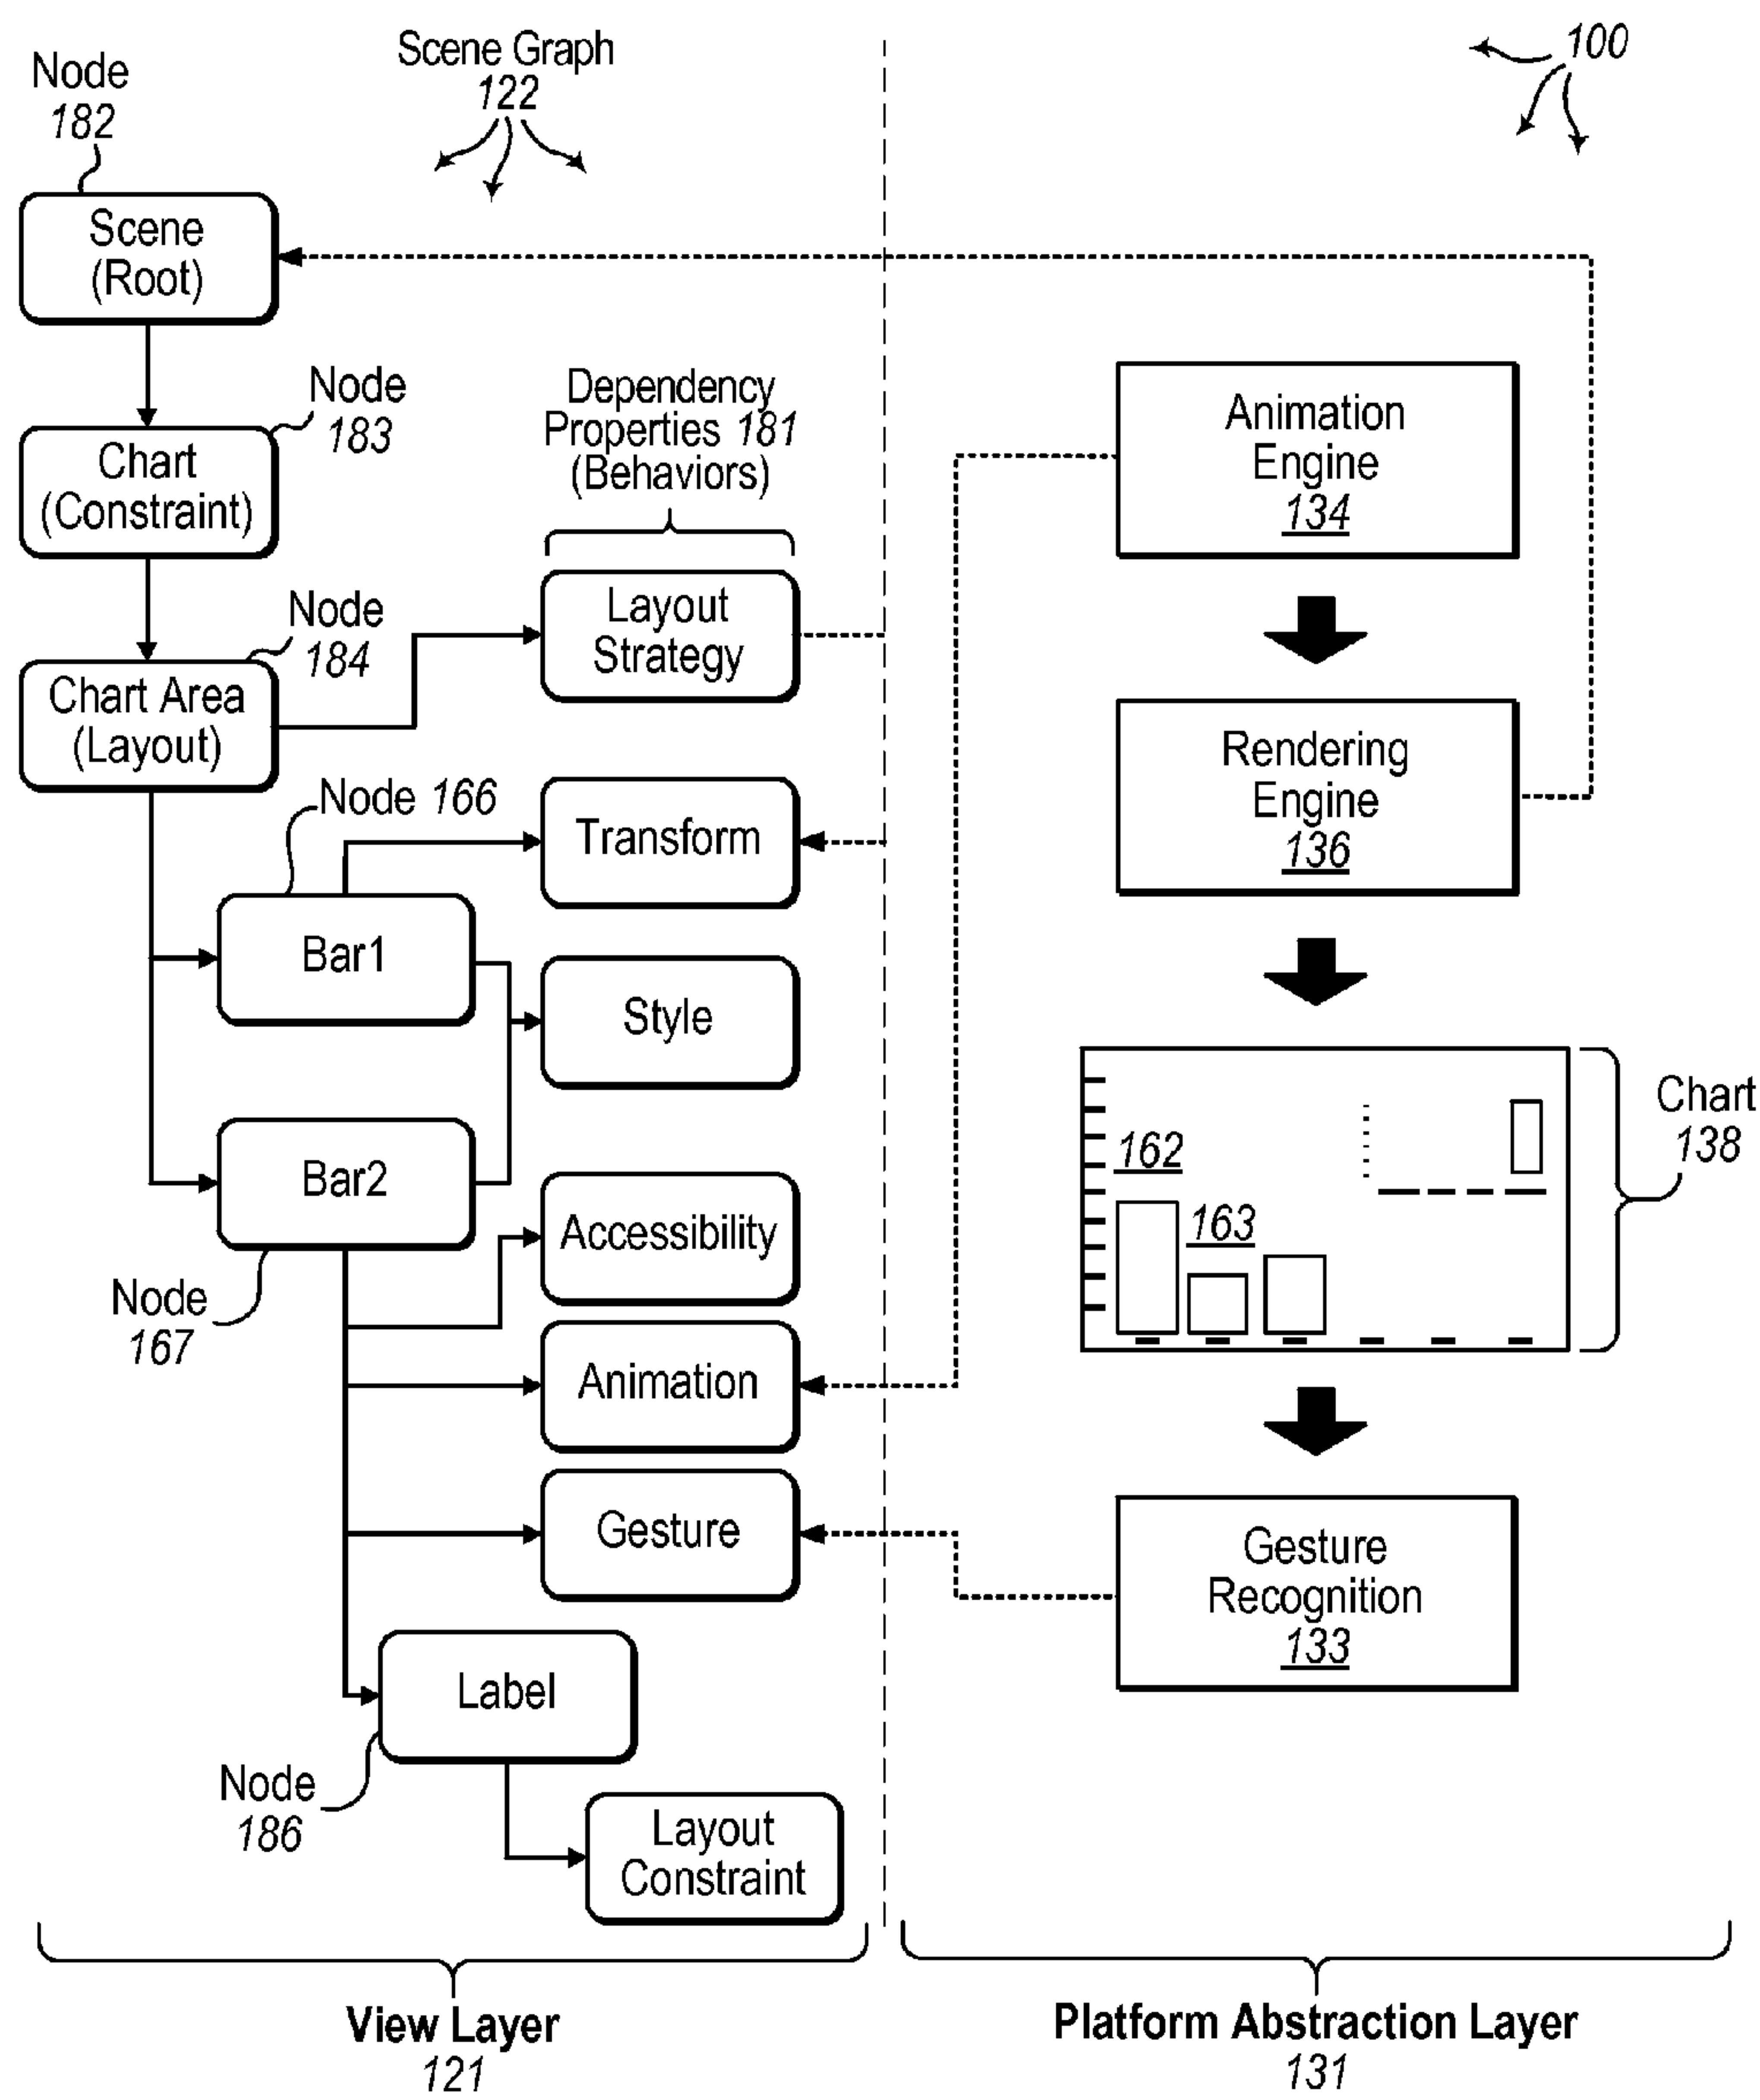 Node
182
Scene Graph
122
100
Scene
(Root)
Node
183
Chart
(Constraint)
Dependency
Properties 181
(Behaviors)
Animation
Engine
134
Node
184
Chart Area
(Layout)
Layout
Strategy
Rendering
Engine
136
Node 166
Transform
Bar1
Style
Bar2
Node
167
Accessibility
162
163
Chart
138
Animation
Gesture
Gesture
Recognition
133
Label
Node
186
Layout
Constraint
View Layer
121
Platform Abstraction Layer
131